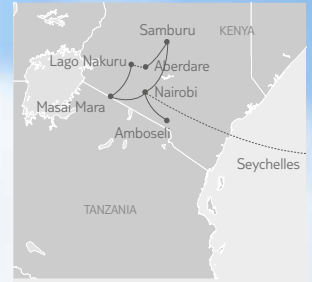 Samburu
KENYA
Lago Nakuru
Aberdare
Nairobi
Masai Mara
Amboseli
Seychelles
TANZANIA